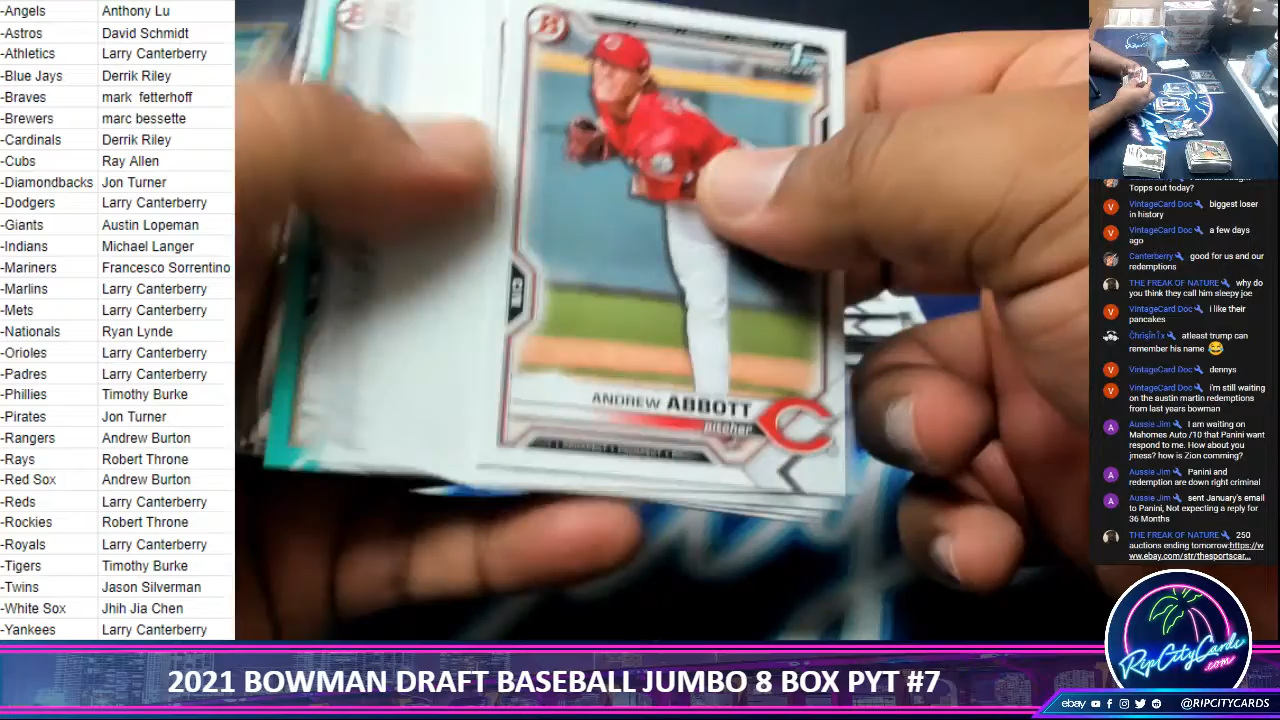 -Angels Anthony Lu
-Astros David Schmidt
-Athletics Larry Canterberry
-Blue Jays Derrik Riley
-Braves mark fetterhoff
-Brewers marc bessette
-Cardinals Derrik Riley
-Cubs Ray Allen
-Diamondbacks Jon Turner
-Dodgers Larry Canterberry
-Giants Austin Lopeman
-Indians Michael Langer
-Mariners Francesco Sorrentino
-Marlins Larry Canterberry
-Mets Larry Canterberry
-Nationals Ryan Lynde
-Orioles Larry Canterberry
-Padres Larry Canterberry
-Phillies Timothy Burke
-Pirates Jon Turner
-Rangers Andrew Burton
-Rays Robert Throne
-Red Sox Andrew Burton
-Reds Larry Canterberry
-Rockies Robert Throne
-Royals Larry Canterberry
-Tigers Timothy Burke
-Twins Jason Silverman
-White Sox Jhih Jia Chen
-Yankees Larry Canterberry
1st
ANDREW ABBOTT
pitcher
Topps out today?
VintageCard Doc biggest loser
in history
VintageCard Doc a few days
ago
Canterberry good for us and our
redemptions
THE FREAK OF NATURE why do
you think they call him sleepy joe
VintageCard Doc I like their
pancakes
atleast trump can
remember his name 😂
VintageCard Doc dennys
VintageCard Doc i'm still waiting
on the austin martin redemptions
from last years bowman
Aussie Jim I am waiting on
Mahomes Auto /10 that Panini want
respond to me. How about you
jmess? how is Zion comming?
Aussie Jim Panini and
redemption are down right criminal
Aussie Jim sent January's email
to Panini, Not expecting a reply for
36 Months
THE FREAK OF NATURE 250
auctions ending tomorrow:https://w
ww.ebay.com/str/thesportscar...
RipCityCards
.com
2021 BOWMAN DRAFT BASEBALL JUMBO 8 BOX PYT #7
ebay @RIPCITYCARDS